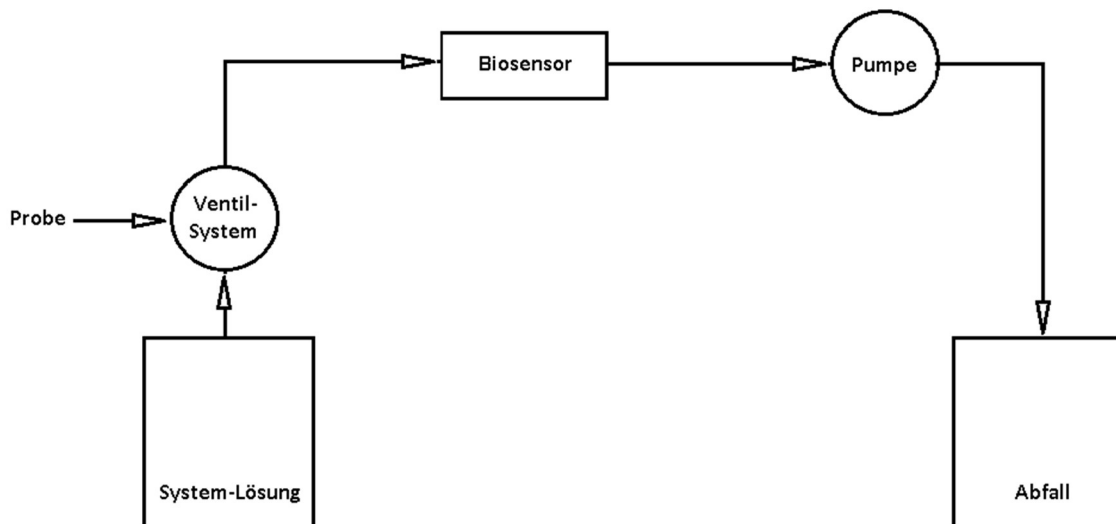 Biosensor
Pumpe
Probe
Ventil-
System
System-Lösung
Abfall